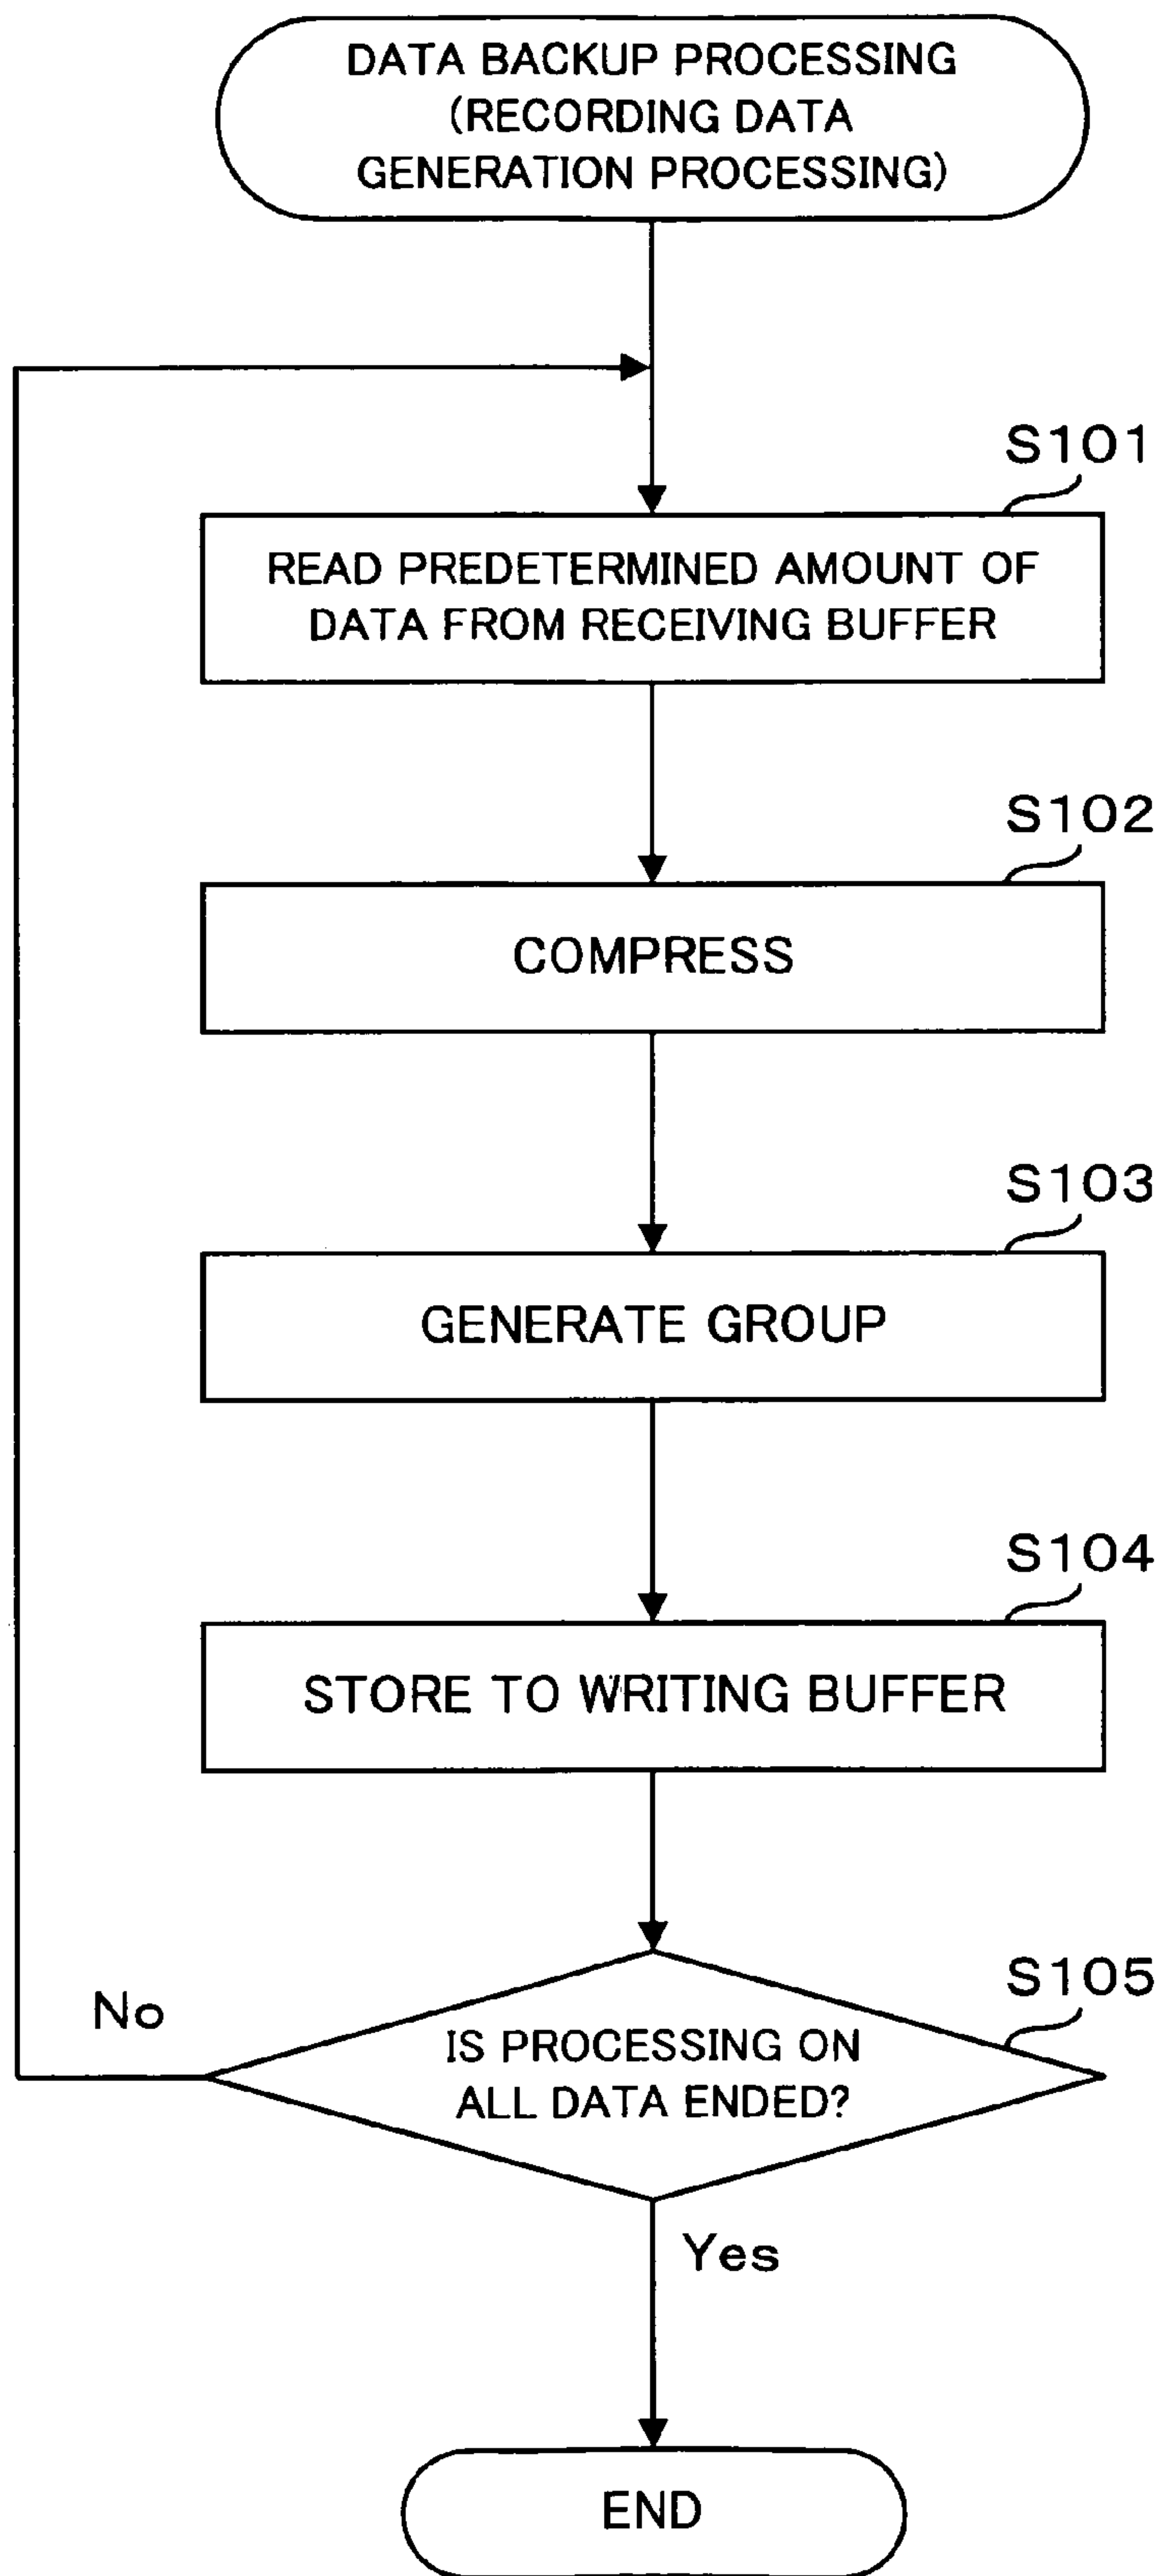 DATA BACKUP PROCESSING
(RECORDING DATA
GENERATION PROCESSING)
S101
READ PREDETERMINED AMOUNT OF
DATA FROM RECEIVING BUFFER
S102
COMPRESS
S103
GENERATE GROUP
S104
STORE TO WRITING BUFFER
S105
No
IS PROCESSING ON
ALL DATA ENDED?
Yes
END